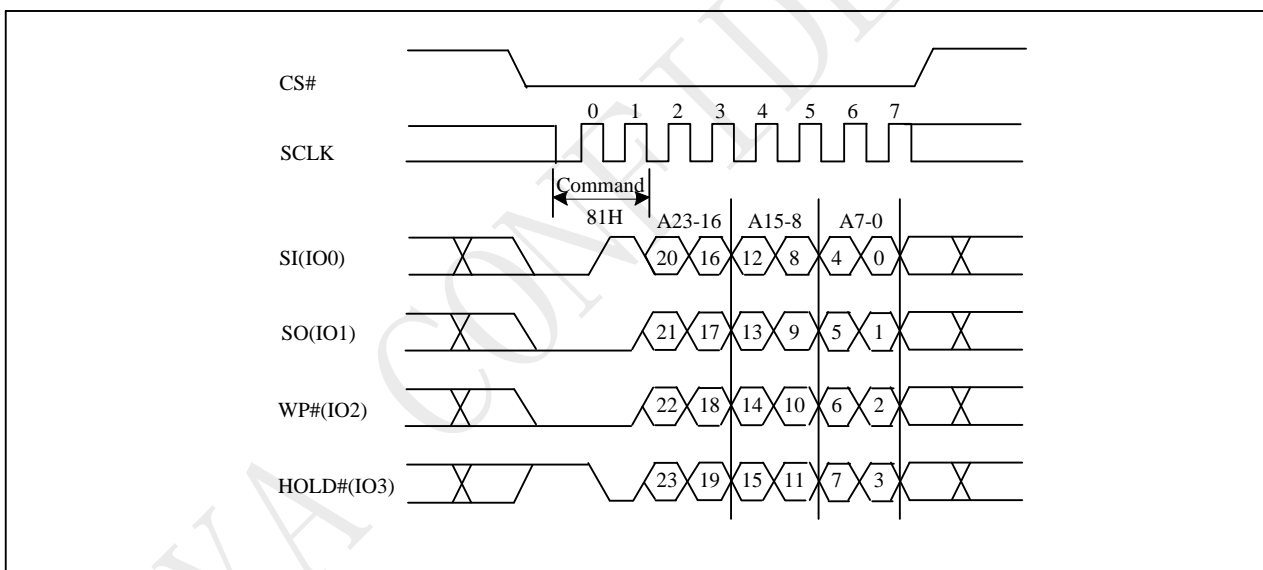 CS#
0 1 2 3 4 5 6 7
SCLK
Command
81H
A23-16 A15-8 A7-0
SI(IO0) 20 16 12 8 4 0
SO(IO1) 21 17 13 9 5 1
WP#(IO2) 22 18 14 10 6 2
HOLD#(IO3) 23 19 15 11 7 3